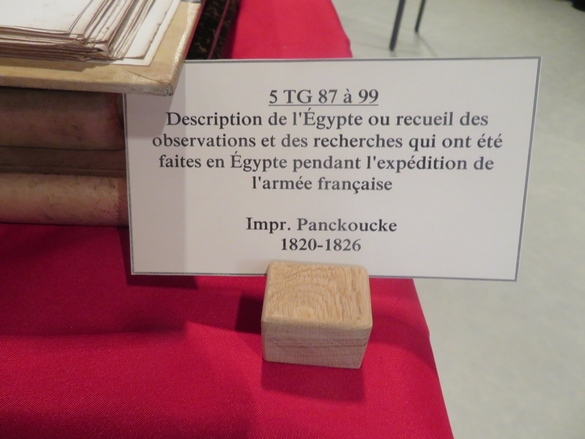 5 TG 87 à 99
Description de l'Égypte ou recueil des
observations et des recherches qui ont été
faites en Égypte pendant l'expédition de
l'armée française
Impr. Panckoucke
1820-1826